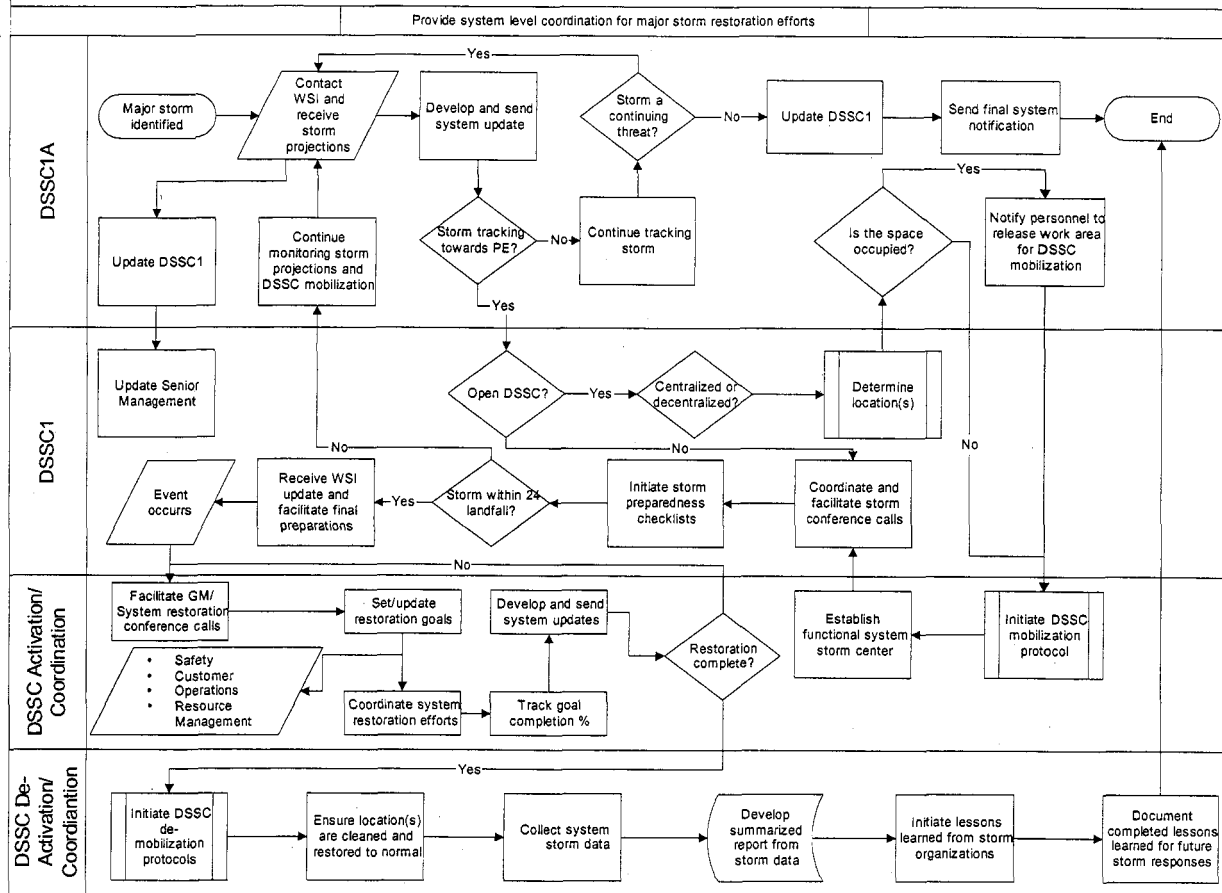 Provide system level coordination for major storm restoration efforts
DSSC1A
Major storm
identified
Contact
WSI and
receive
storm
projections
Develop and send
system update
Yes
Storm a
continuing
threat?
No
Update DSSC1
Send final system
notification
End
Update DSSC1
Continue
monitoring storm
projections and
DSSC mobilization
Storm tracking
towards PE?
No
Continue tracking
storm
Is the space
occupied?
Yes
Notify personnel to
release work area
for DSSC
mobilization
Yes
No
DSSC1
Update Senior
Management
Open DSSC?
Yes
Centralized or
decentralized?
Determine
location(s)
No
No
Event
occurrs
Receive WSI
update and
facilitate final
preparations
Yes
Storm within 24
landfall?
Initiate storm
preparedness
checklists
Coordinate and
facilitate storm
conference calls
No
DSSC Activation/
Coordination
Facilitate GM/
System restoration
conference calls
Set/update
restoration goals
Develop and send
system updates
Restoration
complete?
Establish
functional system
storm center
Initiate DSSC
mobilization
protocol
• Safety
• Customer
• Operations
• Resource
Management
Coordinate system
restoration efforts
Track goal
completion %
Yes
DSSC De-
Activation/
Coordiantion
Initiate DSSC
de-
mobilization
protocols
Ensure location(s)
are cleaned and
restored to normal
Collect system
storm data
Develop
summarized
report from
storm data
Initiate lessons
learned from storm
organizations
Document
completed lessons
learned for future
storm responses